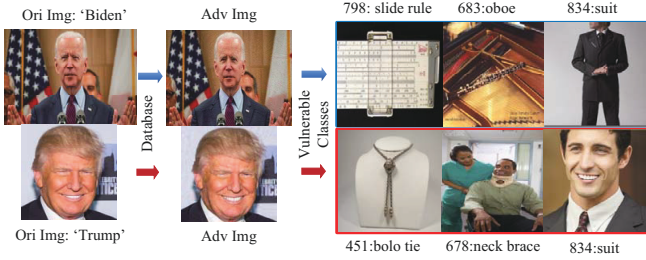 Ori Img: ‘Biden’
Adv Img
798: slide rule
683:oboe
834:suit
Database
Vulnerable
Classes
Ori Img: ‘Trump’
Adv Img
451:bolo tie
678:neck brace
834:suit